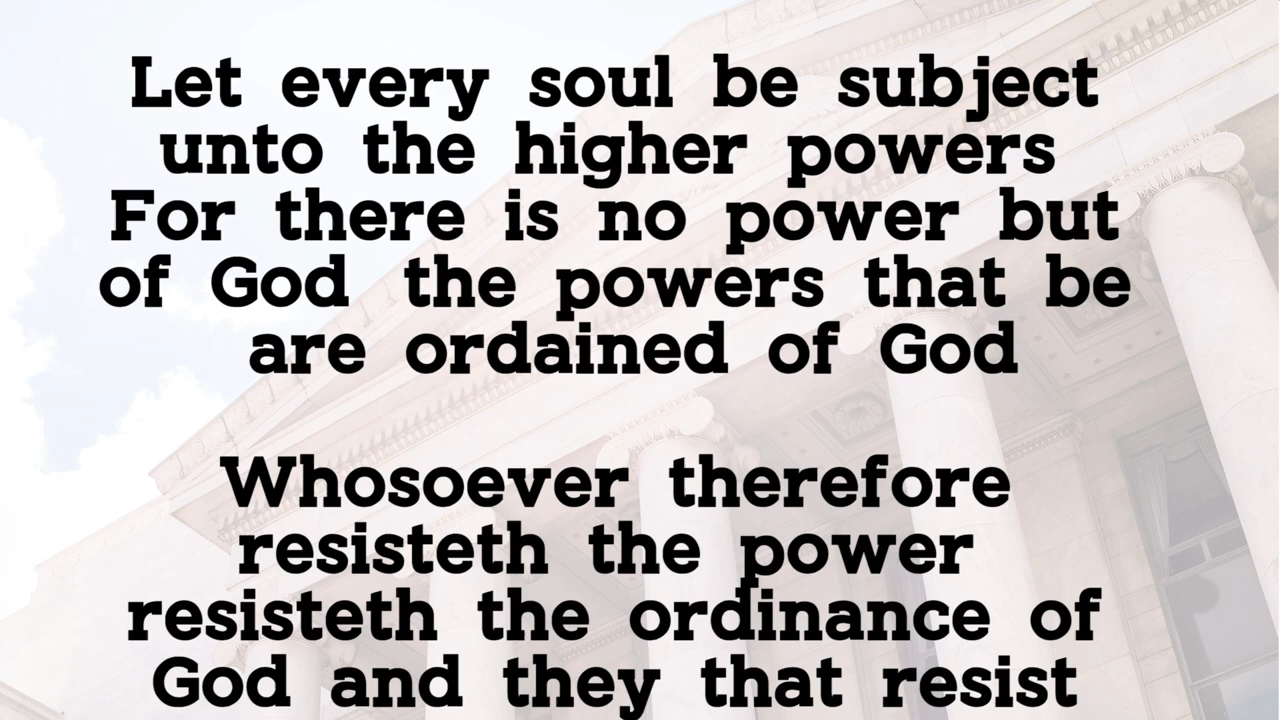 Let every soul be subject
unto the higher powers
For there is no power but
of God the powers that be
are ordained of God
Whosoever therefore
resisteth the power
resisteth the ordinance of
God and they that resist